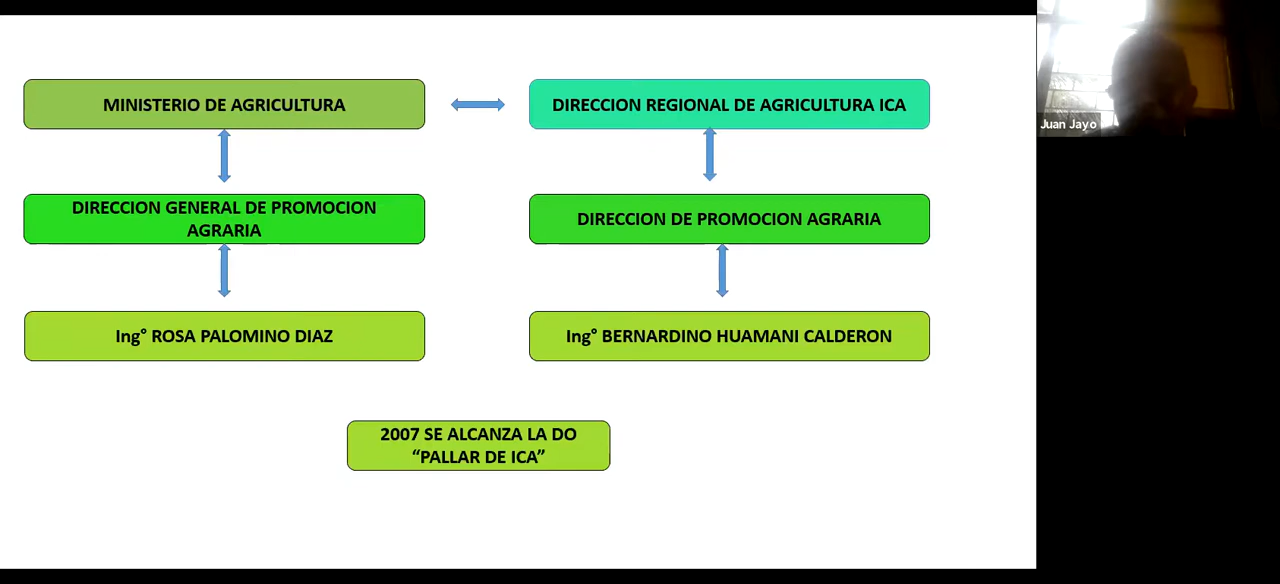 MINISTERIO DE AGRICULTURA
DIRECCION REGIONAL DE AGRICULTURA ICA
Juan Jayo
DIRECCION GENERAL DE PROMOCION
AGRARIA
DIRECCION DE PROMOCION AGRARIA
Ing° ROSA PALOMINO DIAZ
Ing° BERNARDINO HUAMANI CALDERON
2007 SE ALCANZA LA DO
“PALLAR DE ICA”